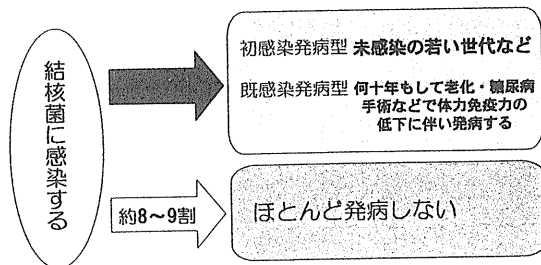 結核菌に感染する
初感染発病型 未感染の若い世代など
既感染発病型 何十年もして老化・糖尿病
手術などで体力免疫力の
低下に伴い発病する
約8～9割
ほとんど発病しない